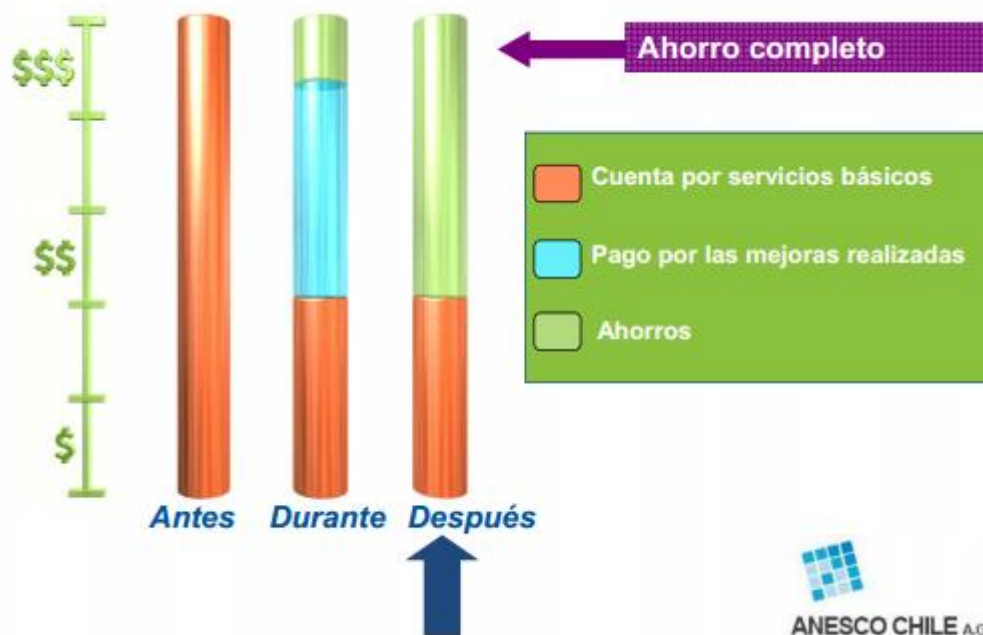 Ahorro completo
$$$
$$
$
Cuenta por servicios básicos
Pago por las mejoras realizadas
Ahorros
Antes Durante Después
ANESCO CHILE A.G